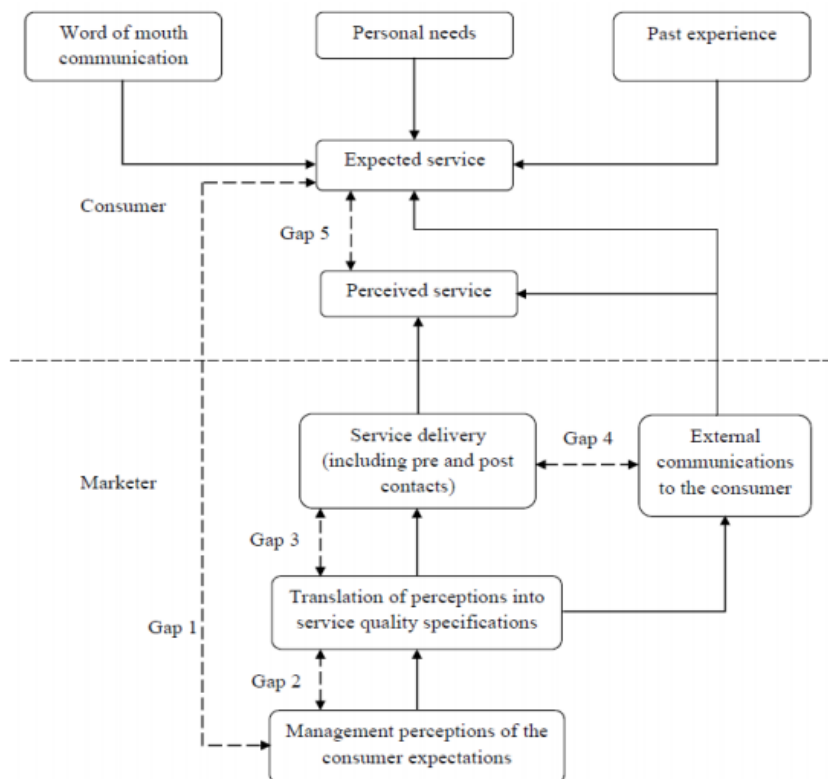 Word of mouth
communication
Personal needs
Past experience
Expected service
Consumer
Gap 5
Perceived service
Service delivery
(including pre and post
contacts)
Gap 4
External
communications
to the consumer
Marketer
Gap 3
Translation of perceptions into
service quality specifications
Gap 1
Gap 2
Management perceptions of the
consumer expectations